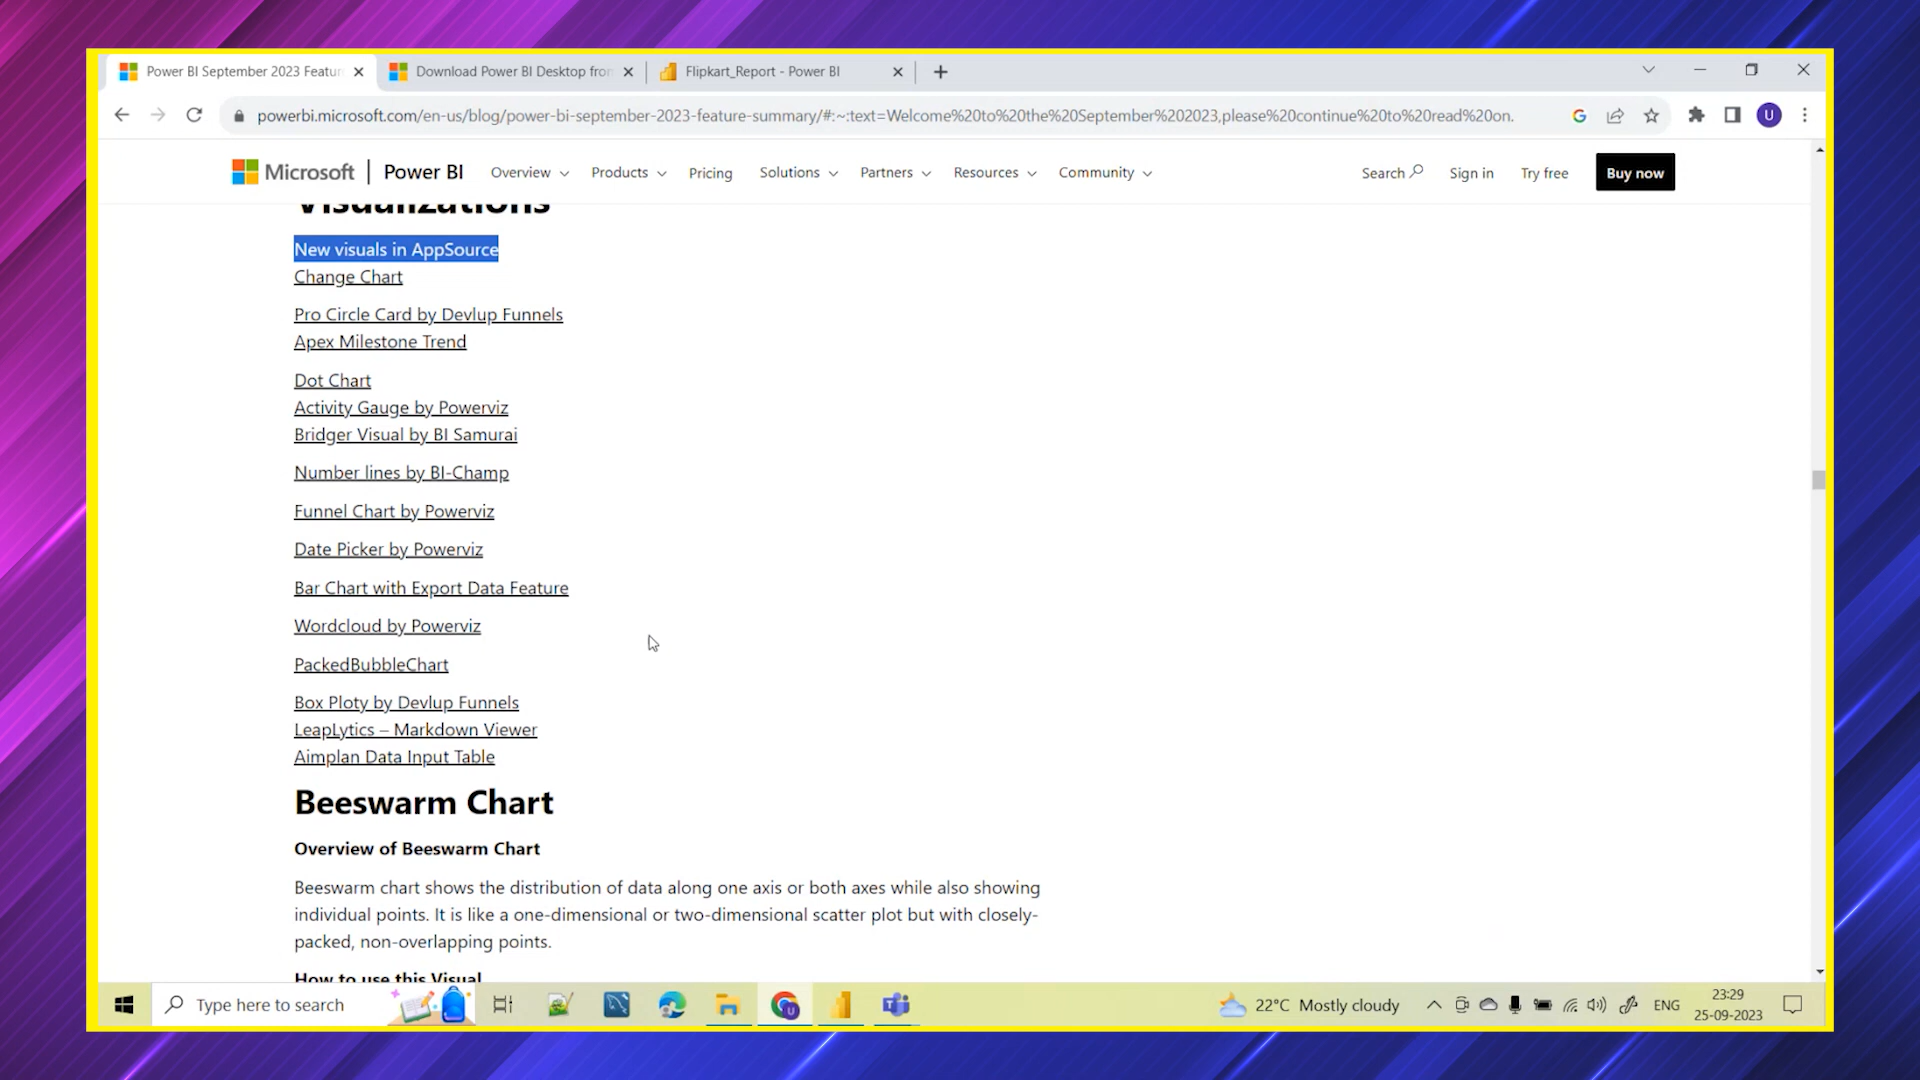 Power BI September 2023 Featur
Download Power BI Desktop from
Flipkart_Report - Power BI
powerbi.microsoft.com/en-us/blog/power-bi-september-2023-feature-summary/#:~:text=Welcome%20to%20the%20September%202023,please%20continue%20to%20read%20on.
U
Microsoft | Power BI
Overview
Products
Pricing
Solutions
Partners
Resources
Community
Search
Sign in
Try free
Buy now
Visualizations
New visuals in AppSource
Change Chart
Pro Circle Card by Devlup Funnels
Apex Milestone Trend
Dot Chart
Activity Gauge by Powerviz
Bridger Visual by BI Samurai
Number lines by BI-Champ
Funnel Chart by Powerviz
Date Picker by Powerviz
Bar Chart with Export Data Feature
Wordcloud by Powerviz
PackedBubbleChart
Box Ploty by Devlup Funnels
LeapLytics – Markdown Viewer
Aimplan Data Input Table
Beeswarm Chart
Overview of Beeswarm Chart
Beeswarm chart shows the distribution of data along one axis or both axes while also showing
individual points. It is like a one-dimensional or two-dimensional scatter plot but with closely-
packed, non-overlapping points.
How to use this Visual
Type here to search
22°C Mostly cloudy
ENG
23:29
25-09-2023